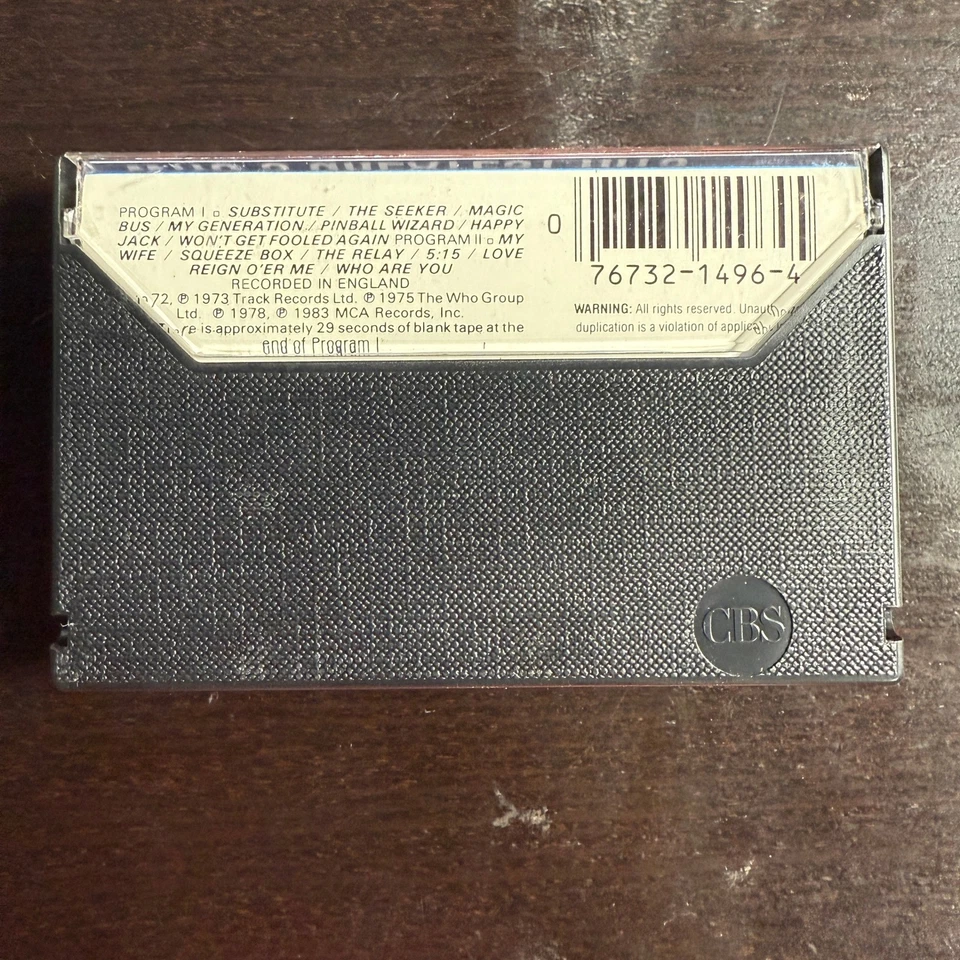 PROGRAM I □ SUBSTITUTE / THE SEEKER / MAGIC
BUS / MY GENERATION / PINBALL WIZARD / HAPPY
JACK / WON'T GET FOOLED AGAIN PROGRAM II □ MY
WIFE / SQUEEZE BOX / THE RELAY / 5:15 / LOVE
REIGN O'ER ME / WHO ARE YOU
RECORDED IN ENGLAND
℗ 1973 Track Records Ltd. ℗ 1975 The Who Group
Ltd. ℗ 1978, ℗ 1983 MCA Records, Inc.
There is approximately 29 seconds of blank tape at the
end of Program I
0
76732-1496-4
WARNING: All rights reserved.
duplication is a violation of
CBS